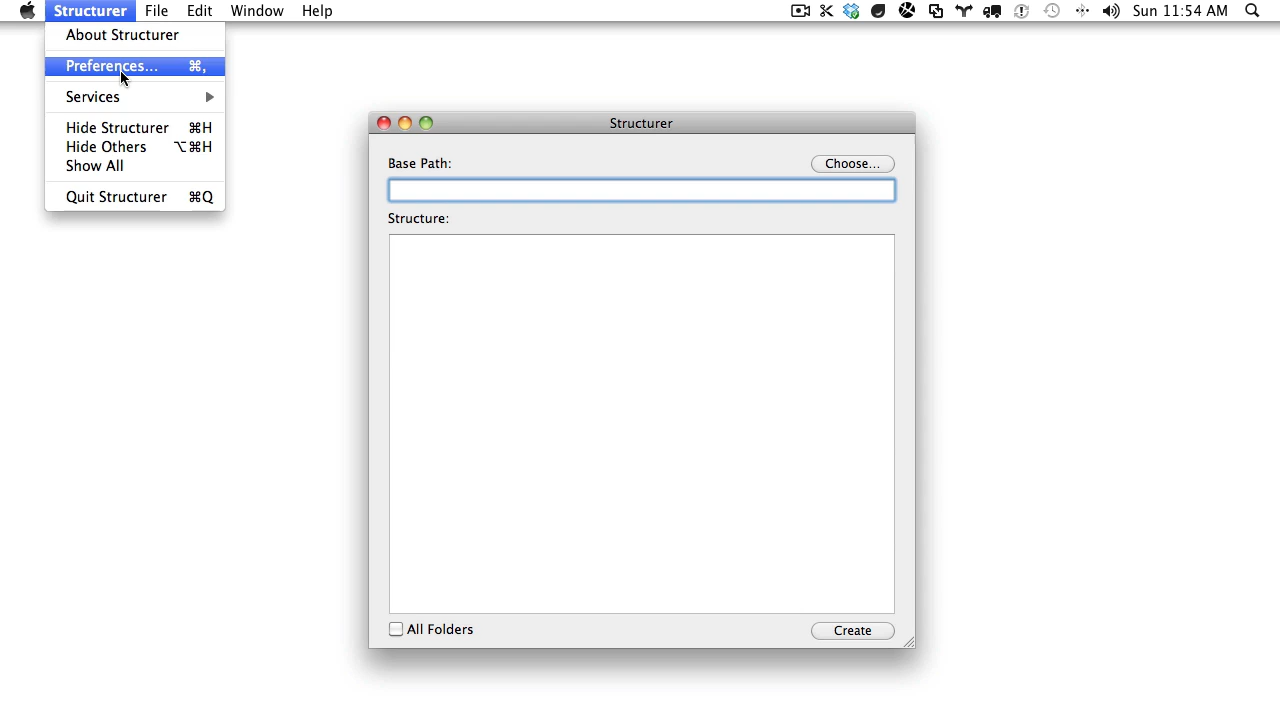 Structurer File Edit Window Help Sun 11:54 AM
About Structurer
Preferences... ⌘,
Services
Hide Structurer ⌘H
Hide Others ⌥⌘H
Show All
Quit Structurer ⌘Q
Structurer
Base Path: Choose...
Structure:
All Folders Create